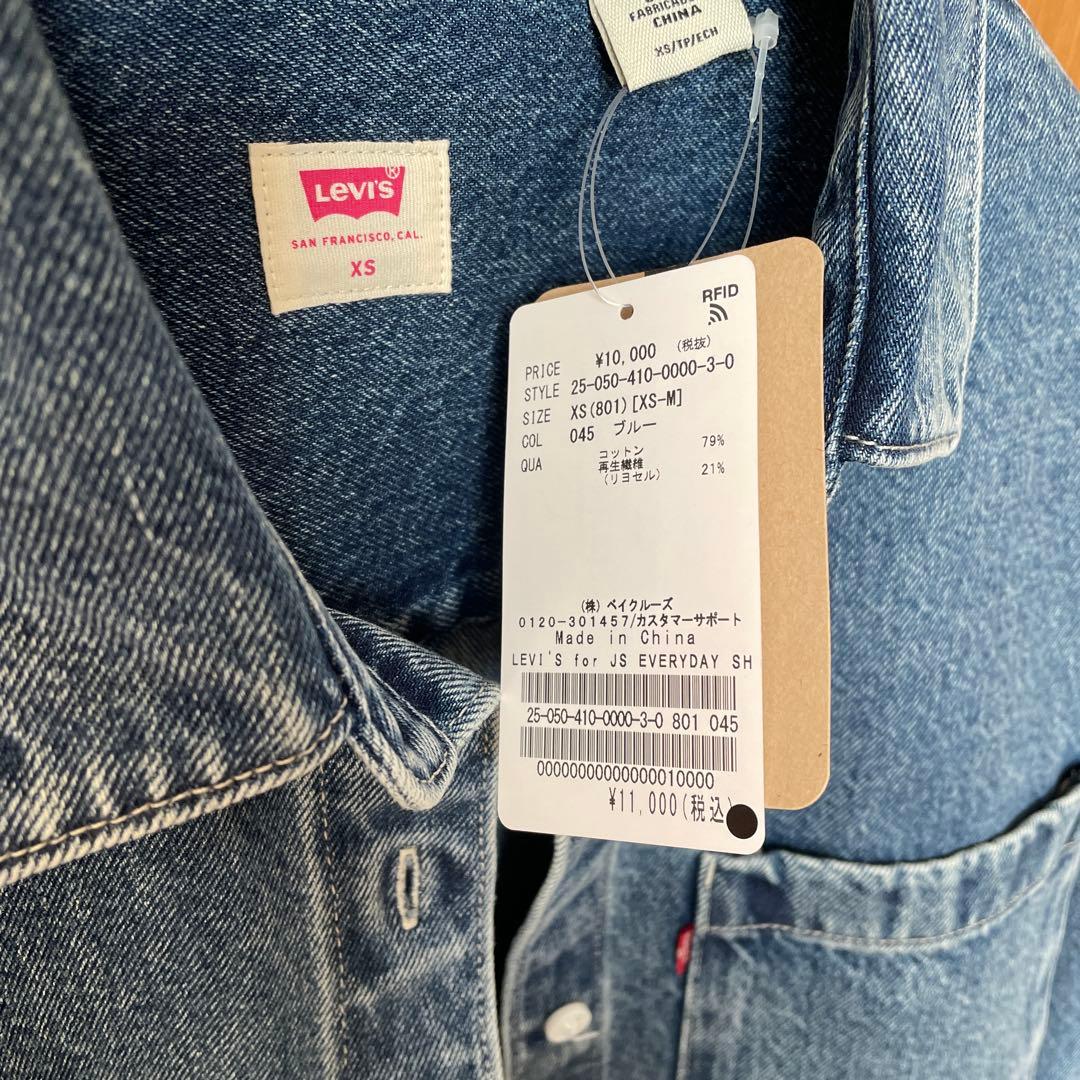 FABRICADO
CHINA
XS/TP/ECH
Levi's®
SAN FRANCISCO, CAL.
XS
RFID
PRICE ¥10,000 (税抜)
STYLE 25-050-410-0000-3-0
SIZE XS(801)[XS-M]
COL 045 ブルー
QUA コットン 79%
再生繊維 21%
(リヨセル)
(株) ベイクルーズ
0120-301457/カスタマーサポート
Made in China
LEVI'S for JS EVERYDAY SH
25-050-410-0000-3-0 801 045
00000000000000010000
¥11,000(税込)